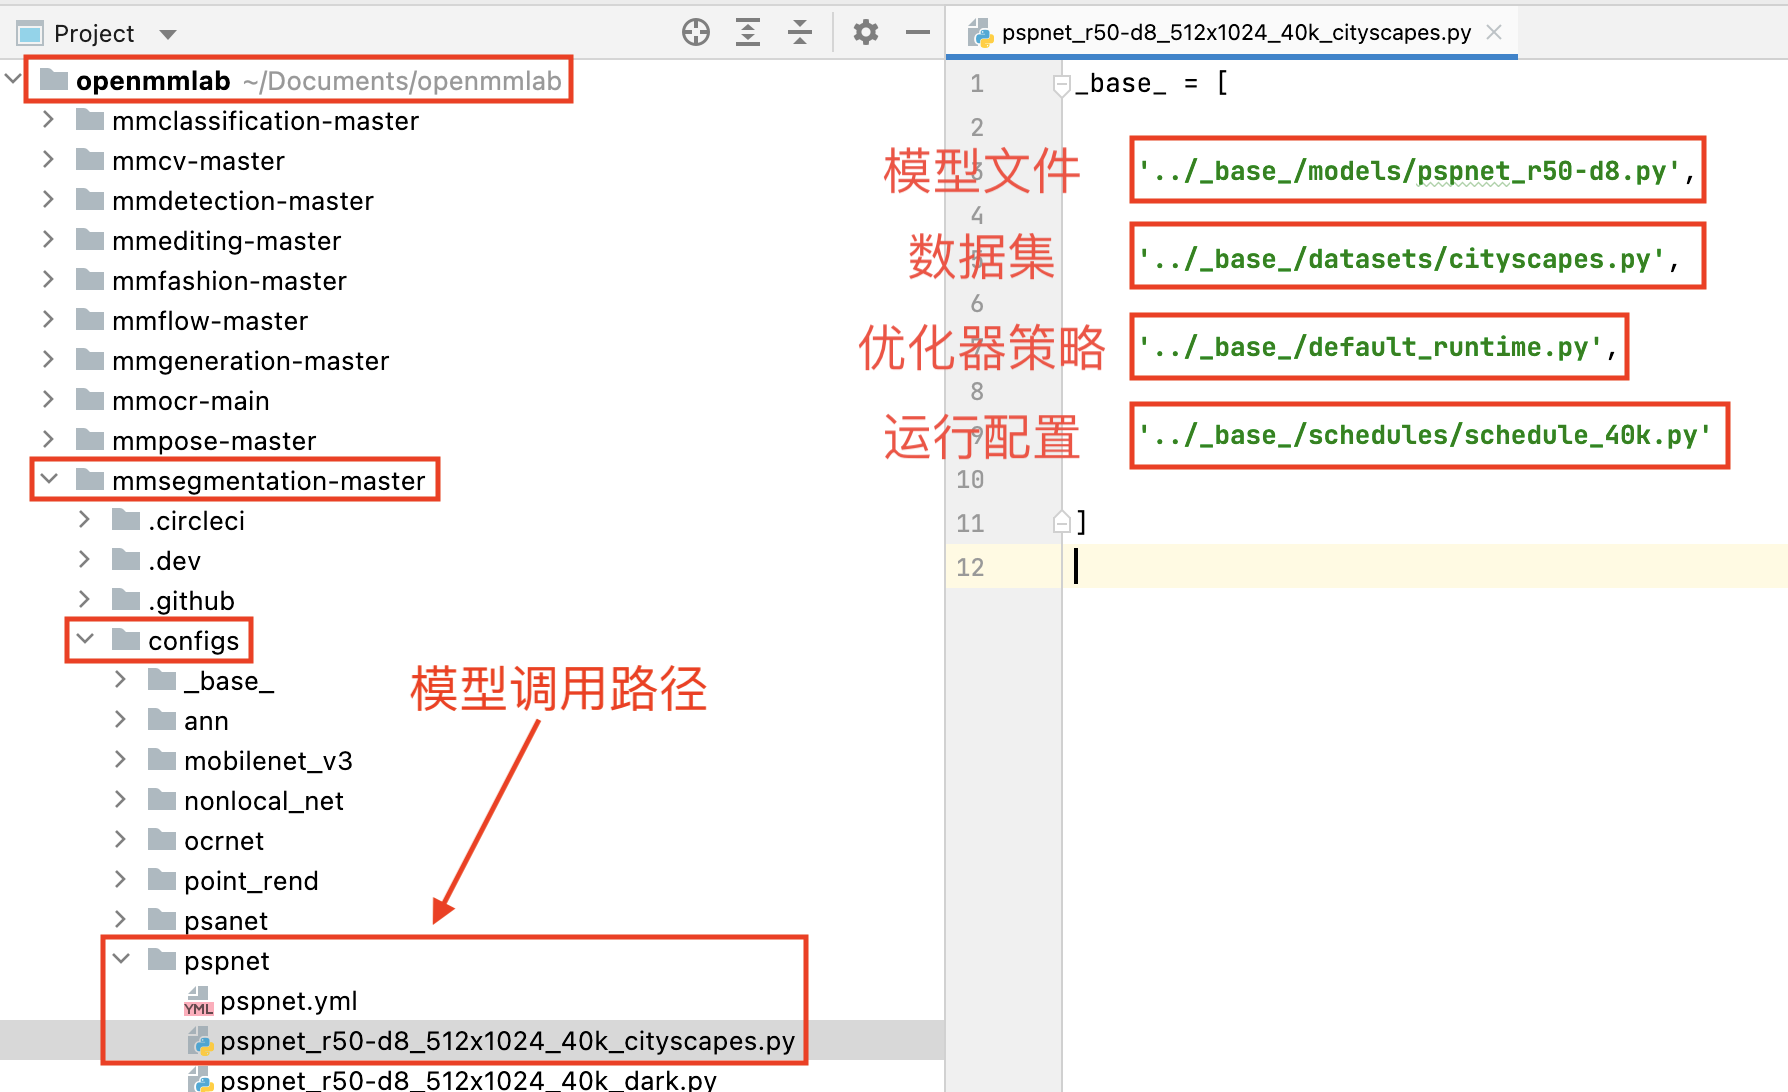 Project
openmmlab ~/Documents/openmmlab
mmclassification-master
mmcv-master
mmdetection-master
mmediting-master
mmfashion-master
mmflow-master
mmgeneration-master
mmocr-main
mmpose-master
mmsegmentation-master
.circleci
.dev
.github
configs
_base_
ann
mobilenet_v3
nonlocal_net
ocrnet
point_rend
psanet
pspnet
YML pspnet.yml
pspnet_r50-d8_512x1024_40k_cityscapes.py
pspnet_r50-d8_512x1024_40k_dark.py
模型调用路径
pspnet_r50-d8_512x1024_40k_cityscapes.py
1 _base_ = [
2
3 模型文件 '../_base_/models/pspnet_r50-d8.py',
4
5 数据集 '../_base_/datasets/cityscapes.py',
6
7 优化器策略 '../_base_/default_runtime.py',
8
9 运行配置 '../_base_/schedules/schedule_40k.py'
10
11 ]
12